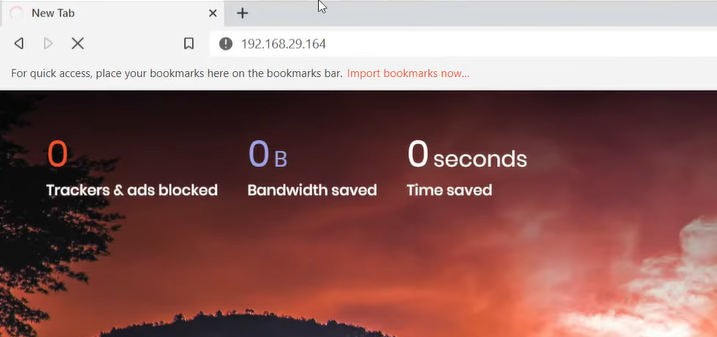 New Tab
192.168.29.164
For quick access, place your bookmarks here on the bookmarks bar. Import bookmarks now...
0 0 B 0 seconds
Trackers & ads blocked Bandwidth saved Time saved